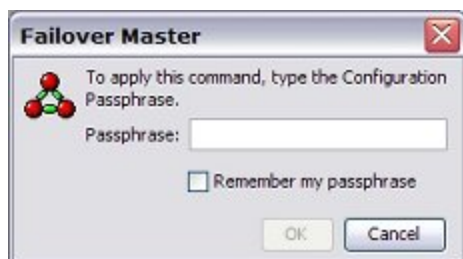 Failover Master
To apply this command, type the Configuration
Passphrase.
Passphrase:
Remember my passphrase
OK
Cancel